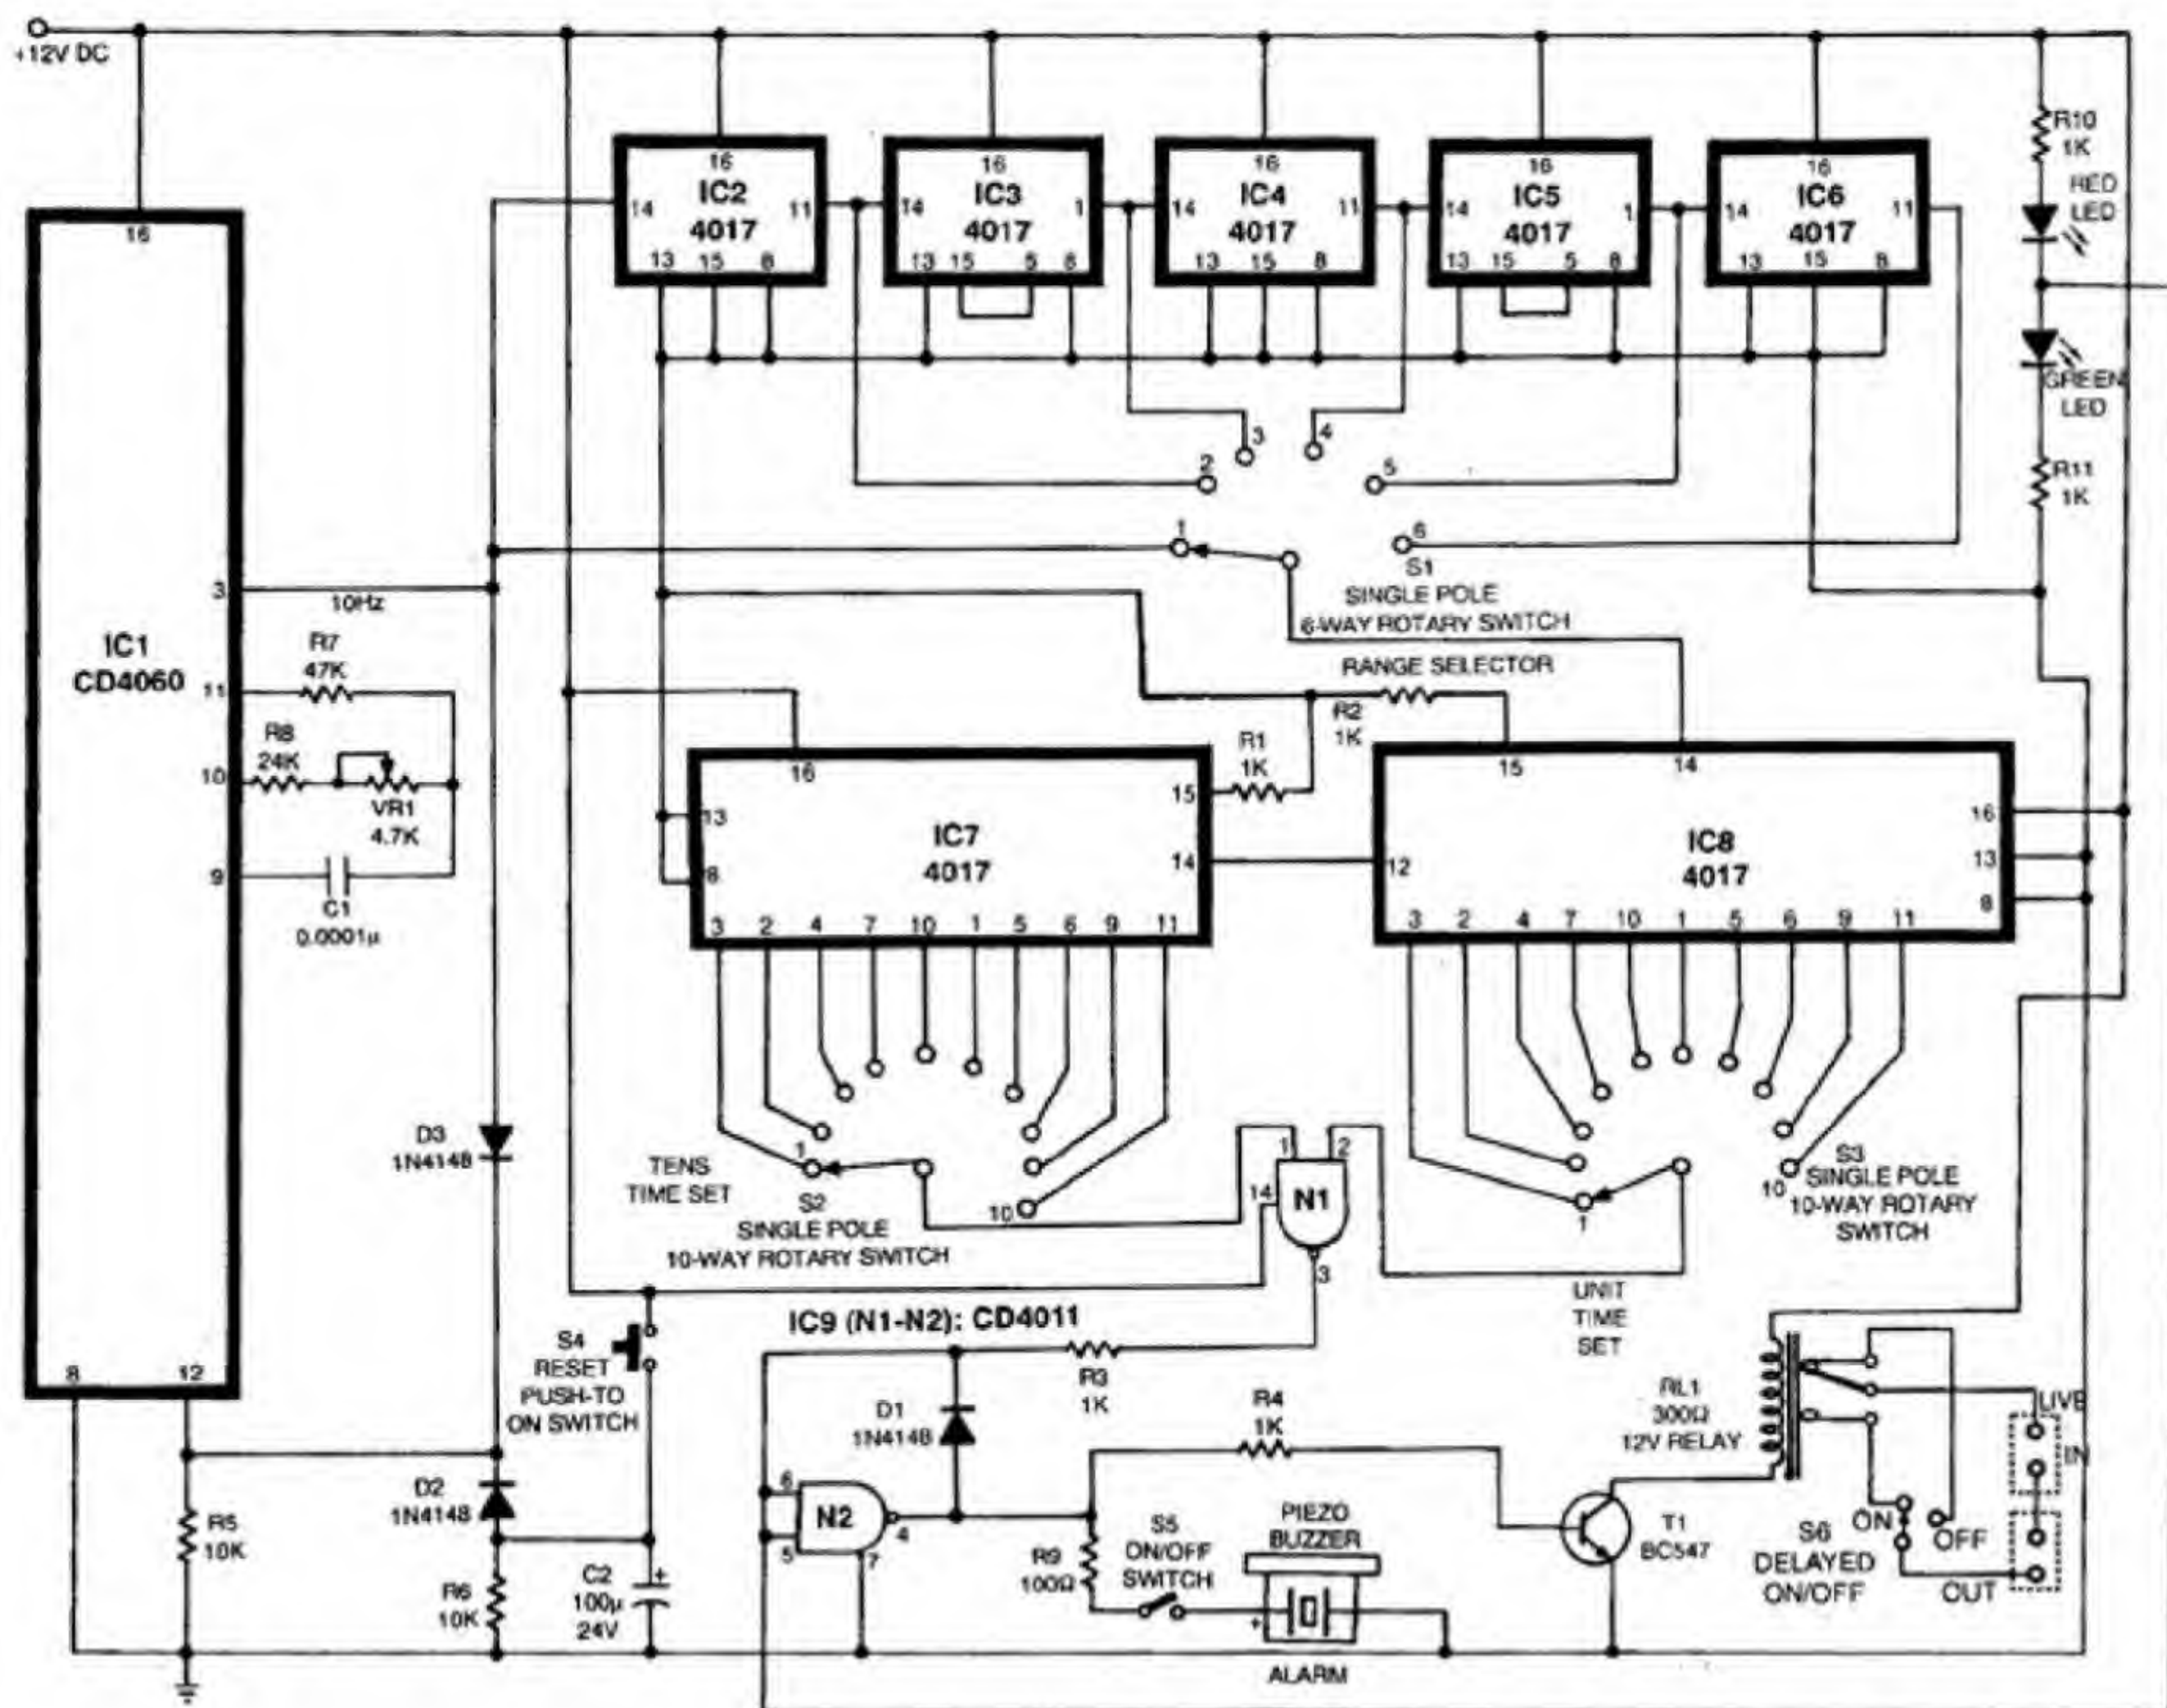 +12V DC
16
IC1
CD4060
3
10Hz
11
R7
47K
10
R8
24K
VR1
4.7K
9
C1
0.0001µ
8
12
16
IC2
4017
14
11
13 15 8
16
IC3
4017
14
1
13 15 5 8
16
IC4
4017
14
11
13 15 8
16
IC5
4017
14
1
13 15 5 8
16
IC6
4017
14
11
13 15 8
R10
1K
RED
LED
GREEN
LED
R11
1K
1
2
3
4
5
6
S1
SINGLE POLE
6-WAY ROTARY SWITCH
RANGE SELECTOR
R2
1K
R1
1K
16
13
8
IC7
4017
15
14
3 2 4 7 10 1 5 6 9 11
15
14
12
IC8
4017
16
13
8
3 2 4 7 10 1 5 6 9 11
D3
1N4148
TENS
TIME SET
1
S2
10
SINGLE POLE
10-WAY ROTARY SWITCH
1
2
14
N1
3
1
10
S3
SINGLE POLE
10-WAY ROTARY
SWITCH
UNIT
TIME
SET
IC9 (N1-N2): CD4011
S4
RESET
PUSH-TO
ON SWITCH
R3
1K
D1
1N4148
R4
1K
RL1
300Ω
12V RELAY
LIVE
IN
D2
1N4148
R5
10K
R6
10K
C2
100µ
24V
+
6
5
N2
4
7
R9
100Ω
S5
ON/OFF
SWITCH
PIEZO
BUZZER
+
ALARM
T1
BC547
S6
DELAYED
ON/OFF
ON
OFF
OUT